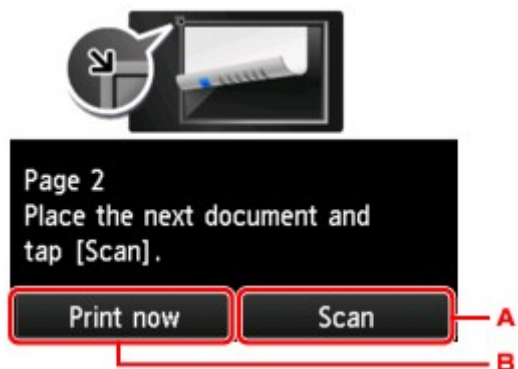 Page 2
Place the next document and
tap [Scan].
Print now Scan A
B